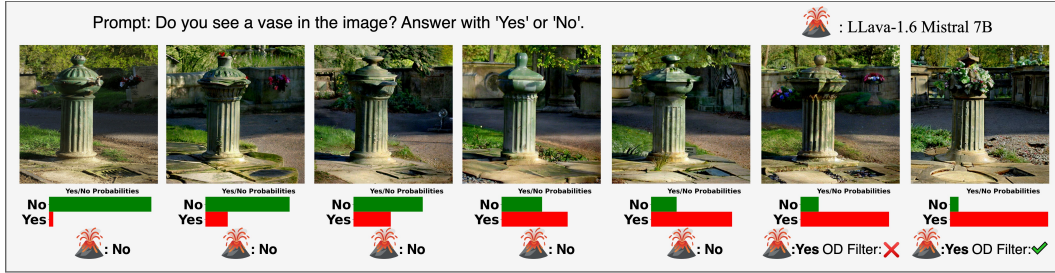 Prompt: Do you see a vase in the image? Answer with 'Yes' or 'No'.
: LLava-1.6 Mistral 7B
Yes/No Probabilities
No
Yes
: No
Yes/No Probabilities
No
Yes
: No
Yes/No Probabilities
No
Yes
: No
Yes/No Probabilities
No
Yes
: No
Yes/No Probabilities
No
Yes
: No
Yes/No Probabilities
No
Yes
:Yes OD Filter:
Yes/No Probabilities
No
Yes
:Yes OD Filter: